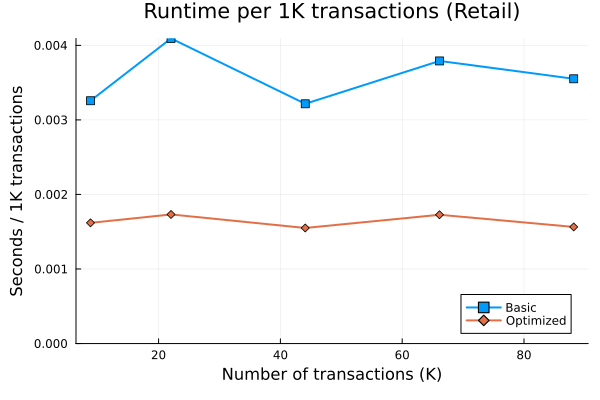 Runtime per 1K transactions (Retail)
Seconds / 1K transactions
0.004
0.003
0.002
0.001
0.000
20 40 60 80
Number of transactions (K)
Basic
Optimized